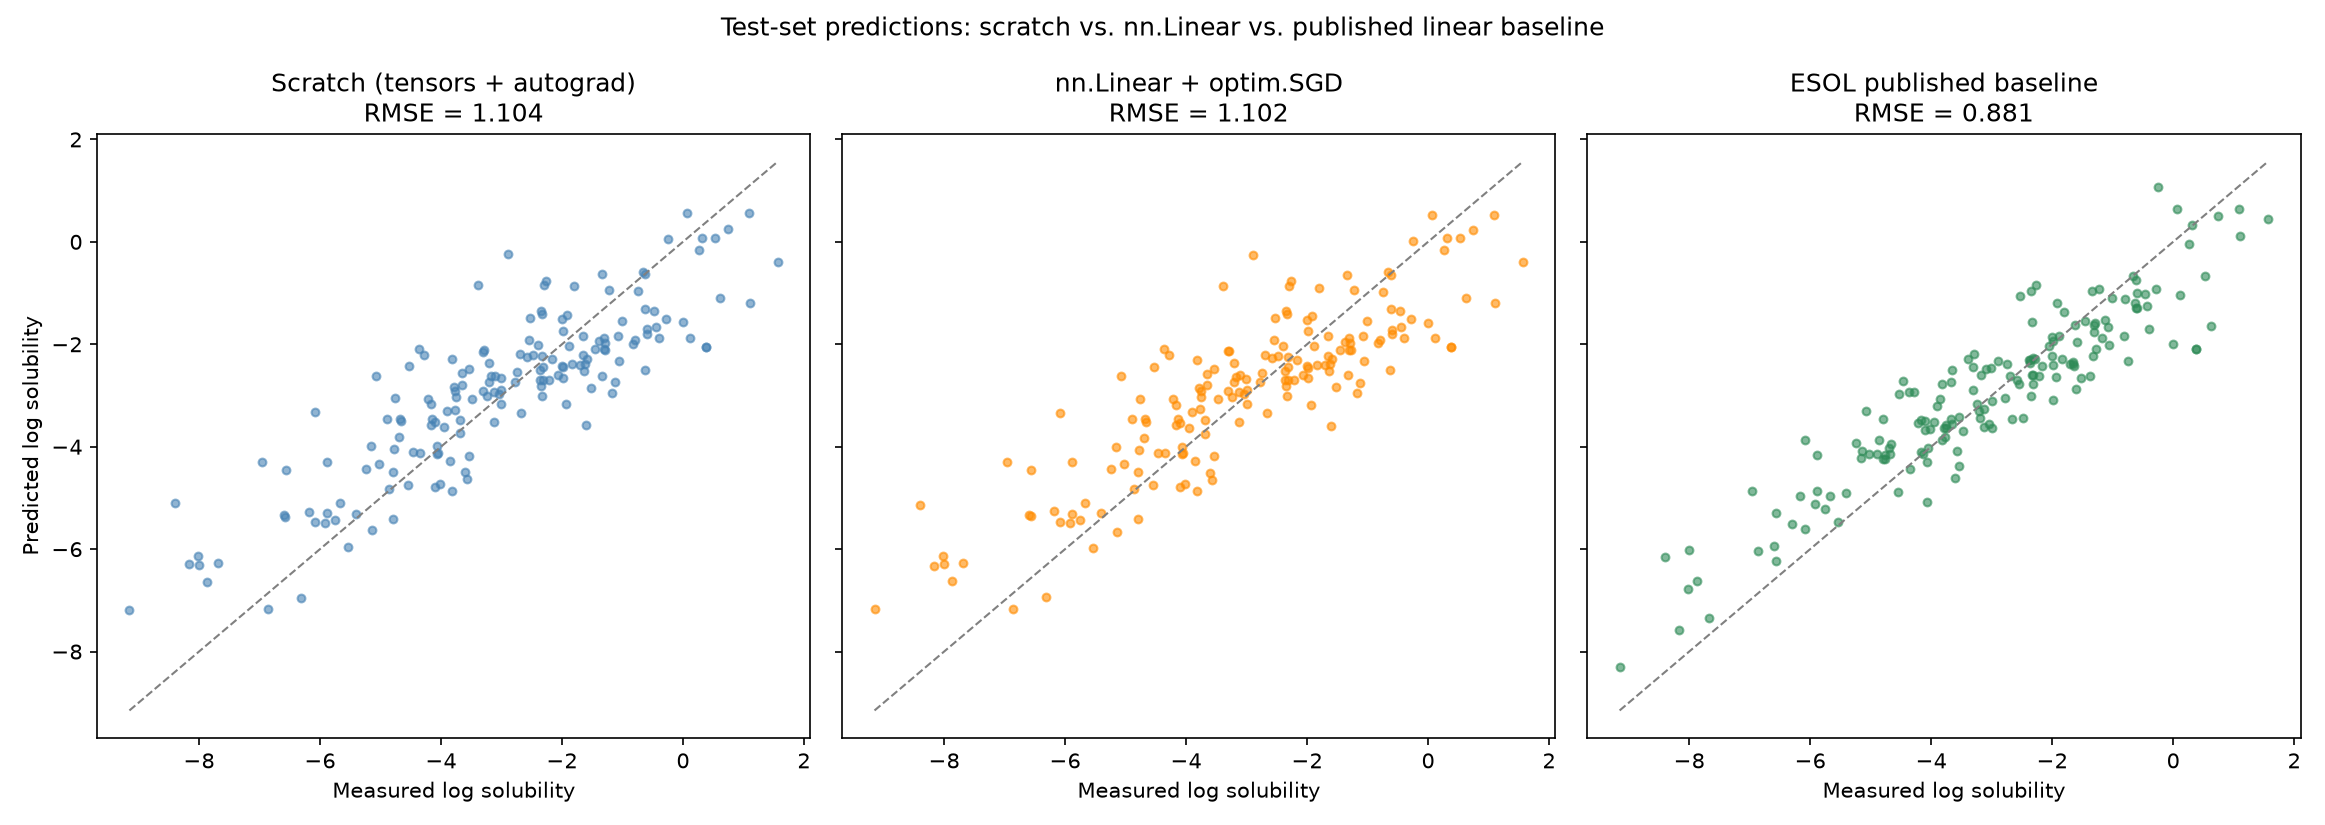 Test-set predictions: scratch vs. nn.Linear vs. published linear baseline
Scratch (tensors + autograd)
RMSE = 1.104
nn.Linear + optim.SGD
RMSE = 1.102
ESOL published baseline
RMSE = 0.881
Predicted log solubility
2
0
−2
−4
−6
−8
−8 −6 −4 −2 0 2
Measured log solubility
−8 −6 −4 −2 0 2
Measured log solubility
−8 −6 −4 −2 0 2
Measured log solubility